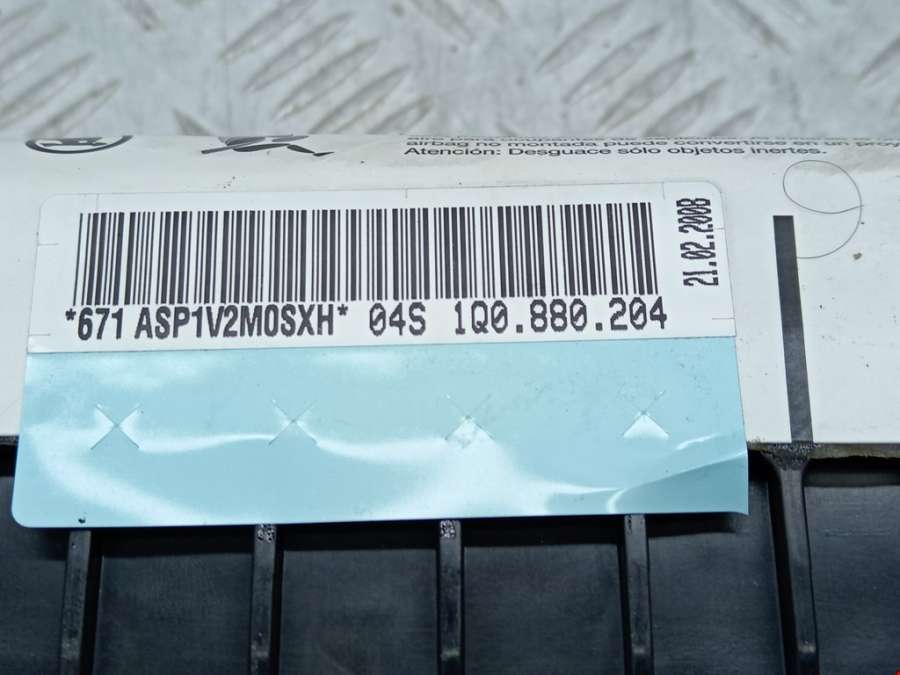 airbag no montada puede convertirse en un proy
Atención: Desguace sólo objetos inertes.
21.02.2008
*671 ASP1V2M0SXH* 04S 1Q0.880.204